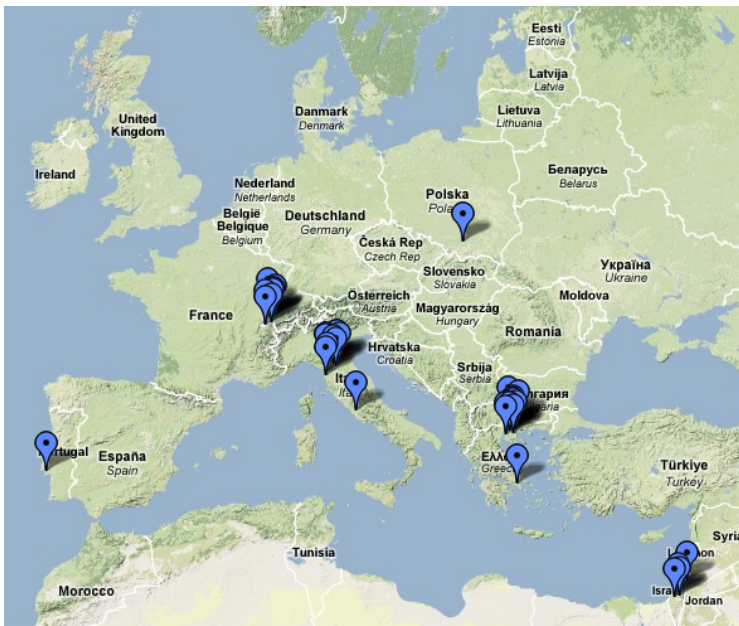 Eesti
Estonia
Latvija
Latvia
Danmark
Denmark
Lietuva
Lithuania
United
Kingdom
Ireland
Беларусь
Belarus
Nederland
Netherlands
Polska
België
Belgique
Belgium
Deutschland
Germany
Česká Rep
Czech Rep
Slovensko
Slovakia
Україна
Ukraine
Österreich
Austria
Magyarország
Hungary
Moldova
France
Romania
Hrvatska
Croatia
Srbija
Serbia
España
Spain
Greece
Türkiye
Turkey
Tunisia
Morocco
Jordan